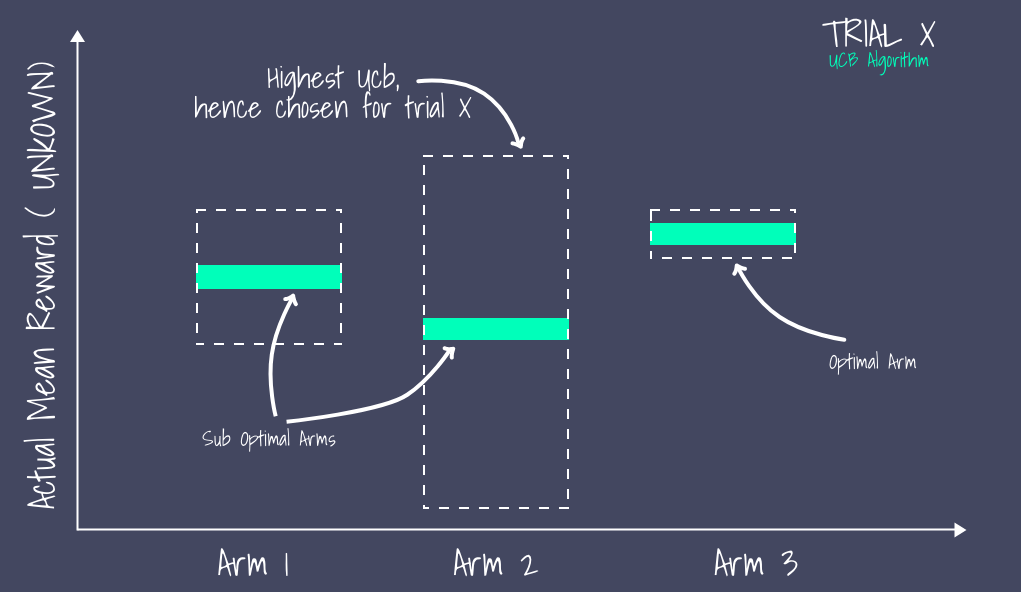 TRIAL X
UCB Algorithm
Highest Ucb,
hence chosen for trial X
Actual Mean Reward ( UNKOWN)
Optimal Arm
Sub Optimal Arms
Arm 1
Arm 2
Arm 3